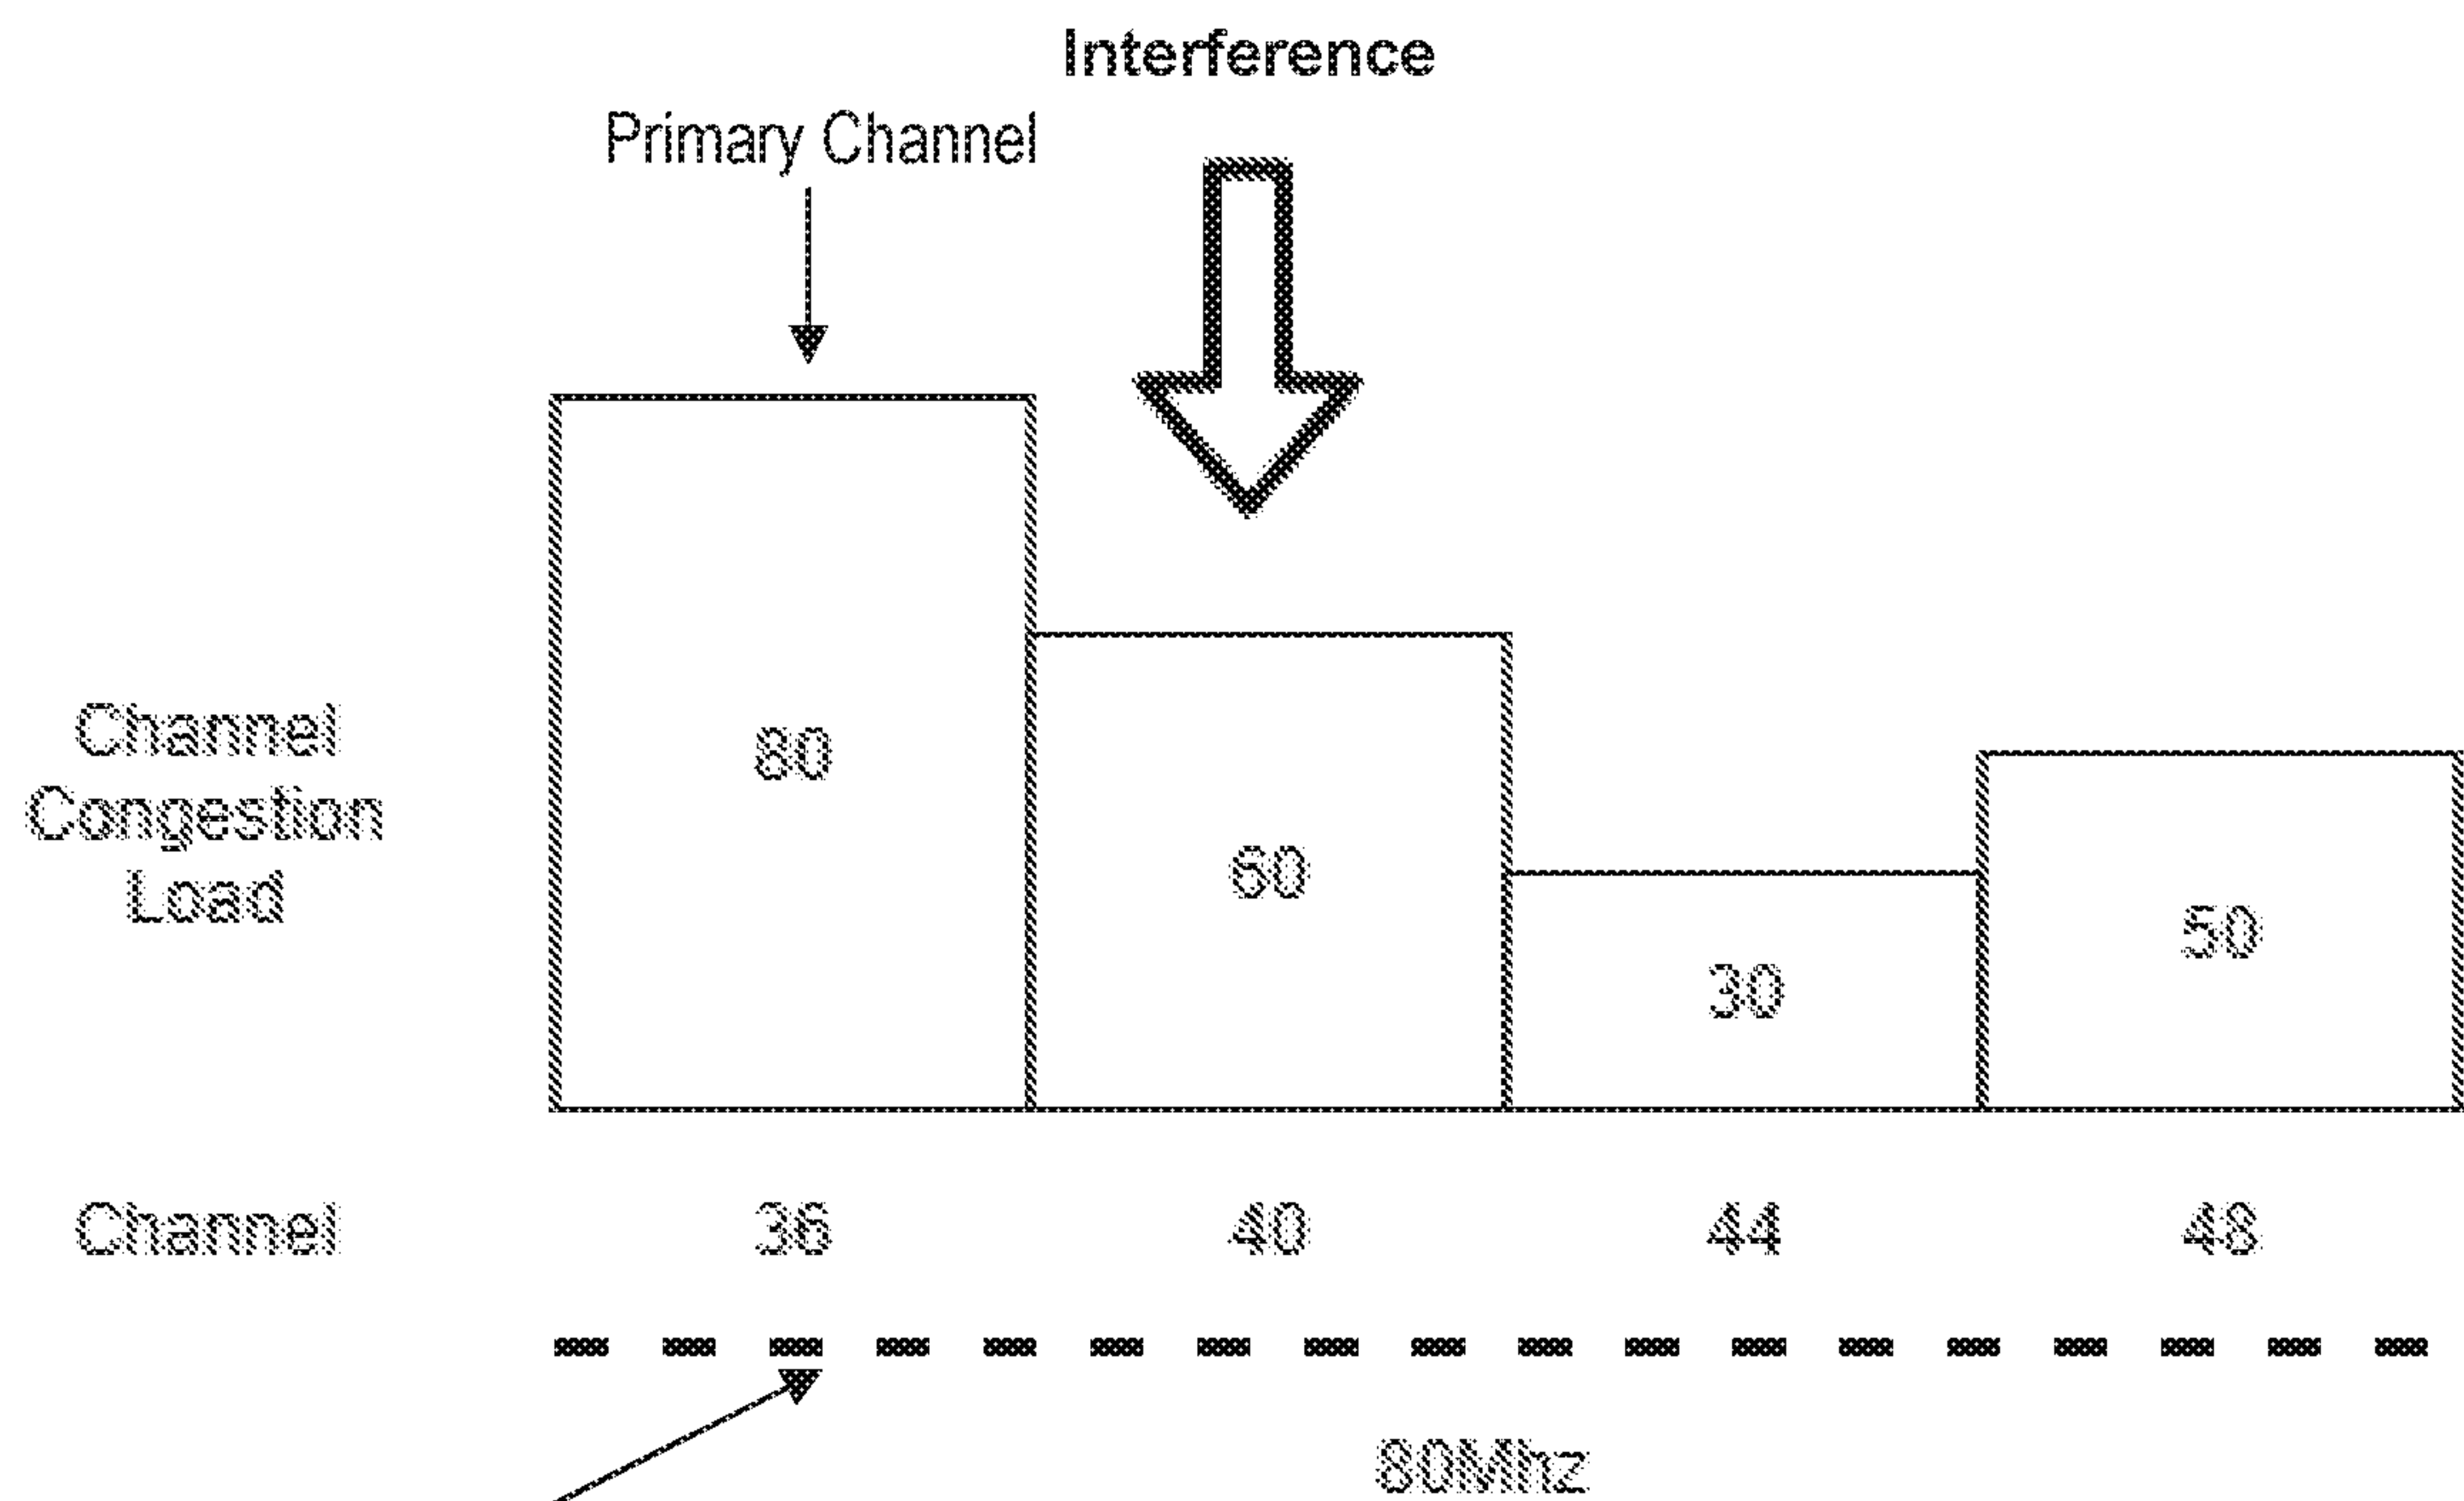 Interference
Primary Channel
Channel
Congestion
Load
80
60
30
50
Channel
36
40
44
48
80Mhz